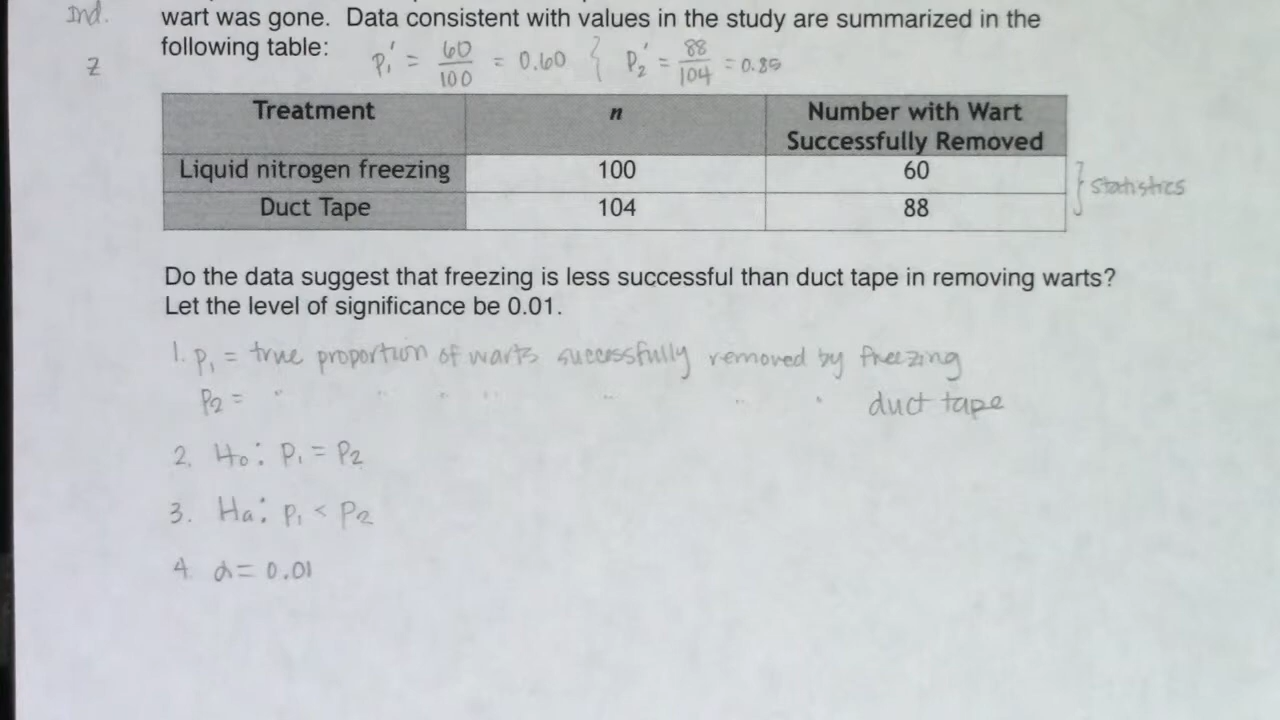 Ind.
wart was gone. Data consistent with values in the study are summarized in the
following table: p₁' = 60/100 = 0.60 } p₂' = 88/104 = 0.85
z
Treatment n Number with Wart Successfully Removed
Liquid nitrogen freezing 100 60
Duct Tape 104 88
} statistics
Do the data suggest that freezing is less successful than duct tape in removing warts?
Let the level of significance be 0.01.
1. p₁ = true proportion of warts successfully removed by freezing
p₂ = " " " " " " " duct tape
2. H₀: p₁ = p₂
3. Ha: p₁ < p₂
4. α = 0.01